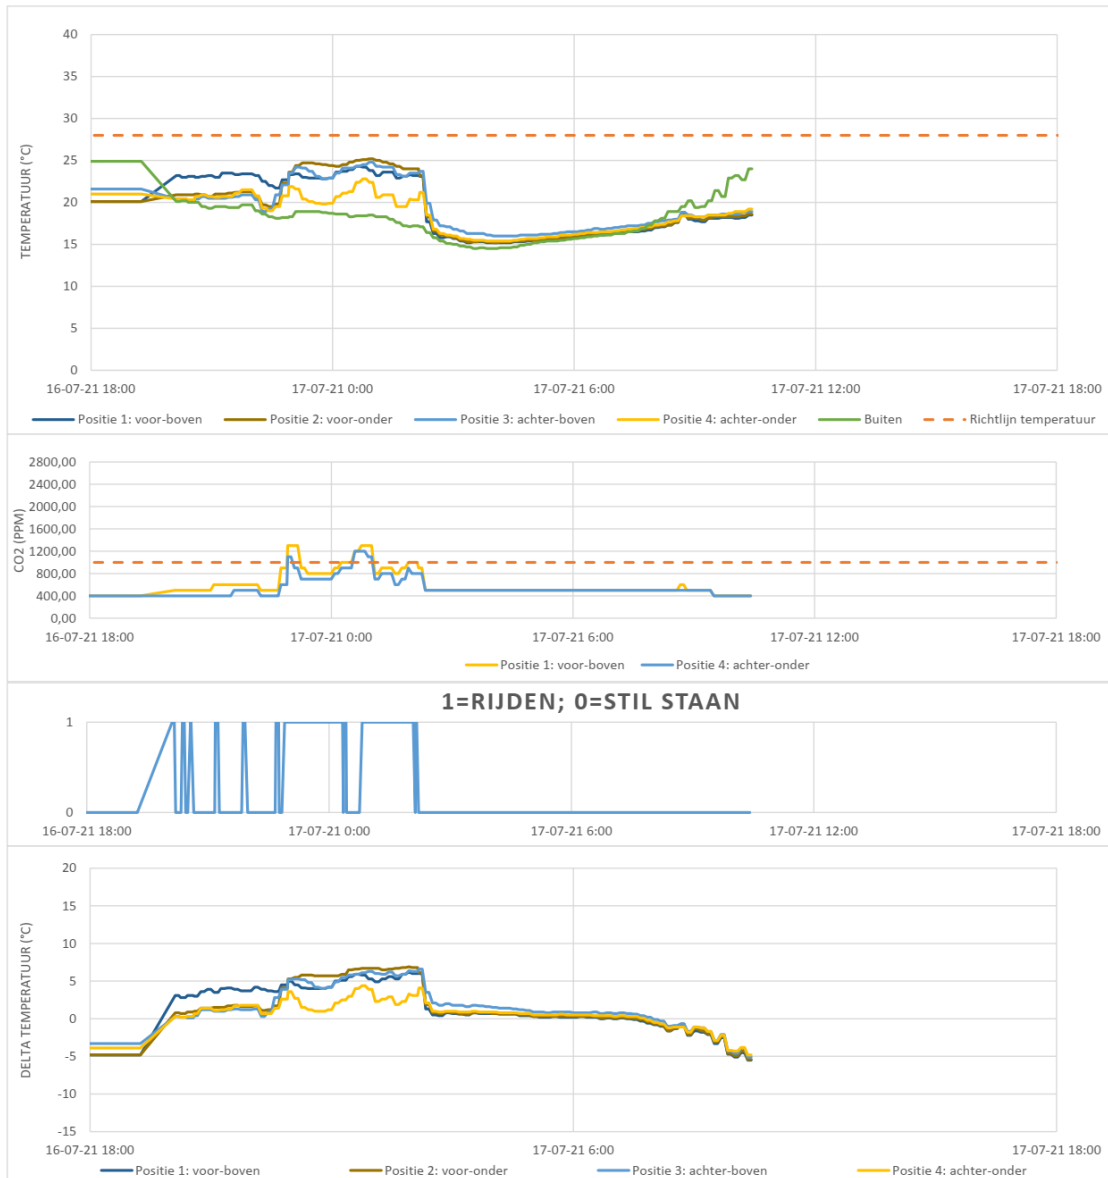 40
35
30
25
20
15
10
5
0
TEMPERATUUR (°C)
16-07-21 18:00 17-07-21 0:00 17-07-21 6:00 17-07-21 12:00 17-07-21 18:00
Positie 1: voor-boven Positie 2: voor-onder Positie 3: achter-boven Positie 4: achter-onder Buiten Richtlijn temperatuur
2800,00
2400,00
2000,00
1600,00
1200,00
800,00
400,00
0,00
CO2 (PPM)
16-07-21 18:00 17-07-21 0:00 17-07-21 6:00 17-07-21 12:00 17-07-21 18:00
Positie 1: voor-boven Positie 4: achter-onder
1=RIJDEN; 0=STIL STAAN
1
0
16-07-21 18:00 17-07-21 0:00 17-07-21 6:00 17-07-21 12:00 17-07-21 18:00
20
15
10
5
0
-5
-10
-15
DELTA TEMPERATUUR (°C)
16-07-21 18:00 17-07-21 6:00 17-07-21 18:00
Positie 1: voor-boven Positie 2: voor-onder Positie 3: achter-boven Positie 4: achter-onder